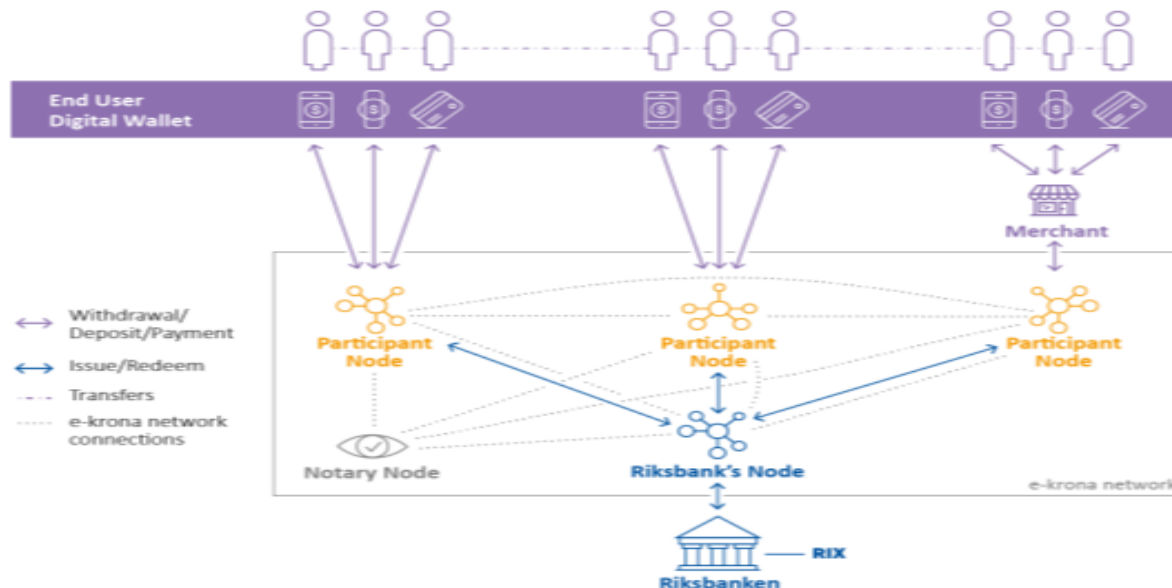 End User
Digital Wallet
Merchant
Withdrawal/
Deposit/Payment
Issue/Redeem
Transfers
e-krona network
connections
Participant
Node
Participant
Node
Participant
Node
Notary Node
Riksbank's Node
e-krona network
RIX
Riksbanken